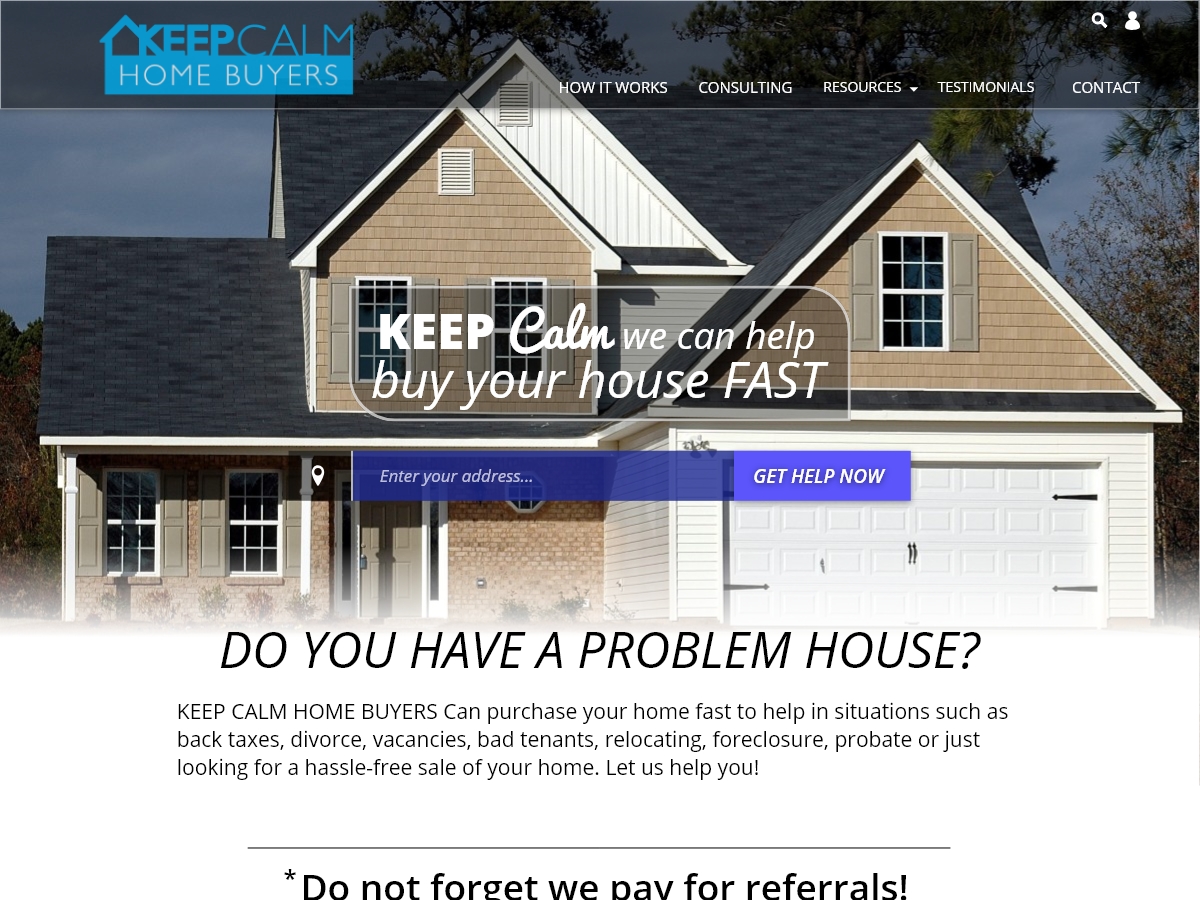 KEEPCALM
HOME BUYERS
HOW IT WORKS
CONSULTING
RESOURCES
TESTIMONIALS
CONTACT
KEEP Calm we can help
buy your house FAST
Enter your address...
GET HELP NOW
DO YOU HAVE A PROBLEM HOUSE?
KEEP CALM HOME BUYERS Can purchase your home fast to help in situations such as
back taxes, divorce, vacancies, bad tenants, relocating, foreclosure, probate or just
looking for a hassle-free sale of your home. Let us help you!
*Do not forget we pay for referrals!